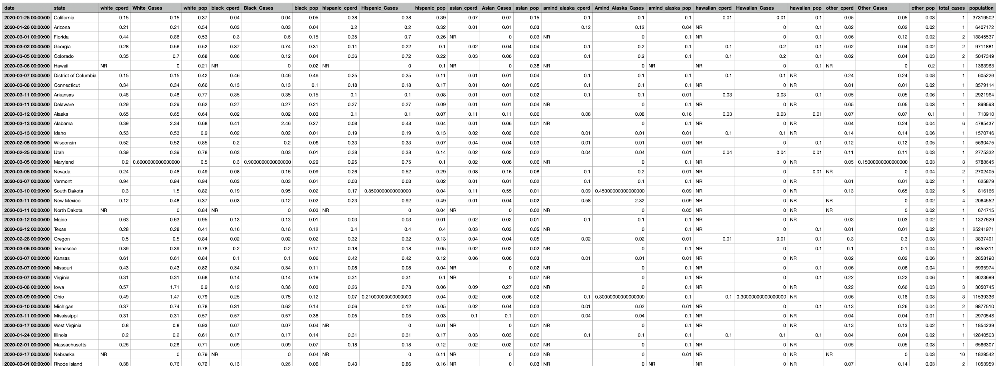 date state white_cperd White_Cases white_pop black_cperd Black_Cases black_pop hispanic_cperd Hispanic_Cases hispanic_pop asian_cperd Asian_Cases asian_pop amind_alaska_cperd Amind_Alaska_Cases amind_alaska_pop hawaiian_cperd Hawaiian_Cases hawaiian_pop other_cperd Other_Cases other_pop total_cases population
2020-01-25 00:00:00 California 0.15 0.15 0.37 0.04 0.04 0.05 0.38 0.38 0.39 0.07 0.07 0.15 0.1 0.1 0.1 0.01 0.01 0.1 0.05 0.05 0.03 1 37319502
2020-01-26 00:00:00 Arizona 0.21 0.21 0.54 0.03 0.03 0.04 0.2 0.2 0.32 0.01 0.01 0.03 0.12 0.12 0.04 NR 0 0.1 0.02 0.02 0.02 1 6407172
2020-03-01 00:00:00 Florida 0.44 0.88 0.53 0.3 0.6 0.15 0.35 0.7 0.26 NR 0 0.03 NR 0 0.1 NR 0 0.1 0.06 0.12 0.02 2 18845537
2020-03-02 00:00:00 Georgia 0.28 0.56 0.52 0.37 0.74 0.31 0.11 0.22 0.1 0.02 0.04 0.04 0.1 0.2 0.1 0.1 0.2 0.1 0.02 0.04 0.02 2 9711881
2020-03-05 00:00:00 Colorado 0.35 0.7 0.68 0.06 0.12 0.04 0.36 0.72 0.22 0.03 0.06 0.03 0.1 0.2 0.1 0.1 0.2 0.1 0.02 0.04 0.03 2 5047349
2020-03-06 00:00:00 Hawaii NR 0 0.21 NR 0 0.02 NR 0 0.1 NR 0 0.38 NR 0 NR NR 0 0.1 NR 0 0.2 1 1363963
2020-03-07 00:00:00 District of Columbia 0.15 0.15 0.42 0.46 0.46 0.46 0.25 0.25 0.11 0.01 0.01 0.04 0.1 0.1 0.1 0.1 0.1 NR 0.24 0.24 0.08 1 605226
2020-03-08 00:00:00 Connecticut 0.34 0.34 0.66 0.13 0.13 0.1 0.18 0.18 0.17 0.01 0.01 0.05 0.1 0.1 0.1 NR 0 NR 0.01 0.01 0.02 1 3579114
2020-03-11 00:00:00 Arkansas 0.48 0.48 0.77 0.35 0.35 0.15 0.1 0.1 0.08 0.01 0.01 0.02 0.1 0.1 0.01 0.03 0.03 0.1 0.05 0.05 0.06 1 2921964
2020-03-11 00:00:00 Delaware 0.29 0.29 0.62 0.27 0.27 0.21 0.27 0.27 0.09 0.01 0.01 0.04 NR 0 0.1 NR 0 NR 0.05 0.05 0.03 1 899593
2020-03-12 00:00:00 Alaska 0.65 0.65 0.64 0.02 0.02 0.03 0.1 0.1 0.07 0.11 0.11 0.06 0.08 0.08 0.16 0.03 0.03 0.01 0.07 0.07 0.1 1 713910
2020-03-13 00:00:00 Alabama 0.39 2.34 0.68 0.41 2.46 0.27 0.08 0.48 0.04 0.01 0.06 0.01 NR 0 0.1 NR 0 NR 0.04 0.24 0.04 6 4785437
2020-03-13 00:00:00 Idaho 0.53 0.53 0.9 0.02 0.02 0.01 0.19 0.19 0.13 0.02 0.02 0.02 0.01 0.01 0.01 0.1 0.1 NR 0.14 0.14 0.06 1 1570746
2020-02-05 00:00:00 Wisconsin 0.52 0.52 0.85 0.2 0.2 0.06 0.33 0.33 0.07 0.04 0.04 0.03 0.01 0.01 0.01 NR 0 0.1 0.12 0.12 0.05 1 5690475
2020-02-25 00:00:00 Utah 0.39 0.39 0.78 0.03 0.03 0.01 0.38 0.38 0.14 0.02 0.02 0.02 0.04 0.04 0.01 0.04 0.04 0.01 0.11 0.11 0.03 1 2775332
2020-03-05 00:00:00 Maryland 0.2 0.6000000000000000 0.5 0.3 0.9000000000000000 0.29 0.25 0.75 0.1 0.02 0.06 0.06 NR 0 0.1 NR 0 NR 0.05 0.15000000000000000 0.03 3 5788645
2020-03-05 00:00:00 Nevada 0.24 0.48 0.49 0.08 0.16 0.09 0.26 0.52 0.29 0.08 0.16 0.08 0.1 0.2 0.01 NR 0 0.01 NR 0 0.04 2 2702405
2020-03-07 00:00:00 Vermont 0.94 0.94 0.94 0.03 0.03 0.01 0.03 0.03 0.02 0.01 0.01 0.02 0.1 0.1 0.1 NR 0 NR 0.01 0.01 0.02 1 625879
2020-03-10 00:00:00 South Dakota 0.3 1.5 0.82 0.19 0.95 0.02 0.17 0.8500000000000000 0.04 0.11 0.55 0.01 0.09 0.45000000000000000 0.09 NR 0 NR 0.13 0.65 0.02 5 816166
2020-03-11 00:00:00 New Mexico 0.12 0.48 0.37 0.03 0.12 0.02 0.23 0.92 0.49 0.01 0.04 0.02 0.58 2.32 0.09 NR 0 NR NR 0 0.02 4 2064552
2020-03-11 00:00:00 North Dakota NR 0 0.84 NR 0 0.03 NR 0 0.04 NR 0 0.02 NR 0 0.05 NR 0 NR NR 0 0.02 1 674715
2020-03-12 00:00:00 Maine 0.63 0.63 0.95 0.13 0.13 0.01 0.03 0.03 0.01 0.02 0.02 0.01 0.1 0.1 0.1 NR 0 NR 0.03 0.03 0.02 1 1327629
2020-02-12 00:00:00 Texas 0.28 0.28 0.41 0.16 0.16 0.12 0.4 0.4 0.4 0.03 0.03 0.05 NR 0 0.1 NR 0 0.1 0.01 0.01 0.02 1 25241971
2020-02-28 00:00:00 Oregon 0.5 0.5 0.84 0.02 0.02 0.02 0.32 0.32 0.13 0.04 0.04 0.05 0.02 0.02 0.01 0.01 0.01 0.1 0.3 0.3 0.08 1 3837491
2020-03-05 00:00:00 Tennessee 0.39 0.39 0.78 0.2 0.2 0.17 0.18 0.18 0.05 0.02 0.02 0.02 NR 0 0.1 NR 0 0.1 0.1 0.1 0.04 1 6355311
2020-03-07 00:00:00 Kansas 0.61 0.61 0.84 0.1 0.1 0.06 0.42 0.42 0.12 0.06 0.06 0.03 0.01 0.01 0.01 NR 0 NR 0.02 0.02 0.06 1 2858190
2020-03-07 00:00:00 Missouri 0.43 0.43 0.82 0.34 0.34 0.11 0.08 0.08 0.04 NR 0 0.02 NR 0 0.1 NR 0 0.1 0.06 0.06 0.04 1 5995974
2020-03-07 00:00:00 Virginia 0.31 0.31 0.68 0.14 0.14 0.19 0.31 0.31 0.1 NR 0 0.07 NR 0 0.1 NR 0 0.1 0.22 0.22 0.06 1 8023699
2020-03-08 00:00:00 Iowa 0.57 1.71 0.9 0.12 0.36 0.03 0.26 0.78 0.06 0.09 0.27 0.03 NR 0 0.1 NR 0 NR 0.22 0.66 0.03 3 3050745
2020-03-09 00:00:00 Ohio 0.49 1.47 0.79 0.25 0.75 0.12 0.07 0.21000000000000000 0.04 0.02 0.06 0.02 0.1 0.30000000000000000 0.1 0.1 0.30000000000000000 NR 0.06 0.18 0.03 3 11539336
2020-03-10 00:00:00 Michigan 0.37 0.74 0.78 0.31 0.62 0.14 0.06 0.12 0.05 0.02 0.04 0.03 0.01 0.02 0.01 NR 0 0.1 0.13 0.26 0.04 2 9877510
2020-03-11 00:00:00 Mississippi 0.31 0.31 0.57 0.57 0.57 0.38 0.05 0.05 0.03 0.1 0.1 0.01 0.04 0.04 0.1 NR 0 NR 0.04 0.04 0.01 1 2970548
2020-03-17 00:00:00 West Virginia 0.8 0.8 0.93 0.07 0.07 0.04 NR 0 0.01 NR 0 0.01 NR 0 0.1 NR 0 NR 0.13 0.13 0.02 1 1854239
2020-01-24 00:00:00 Illinois 0.2 0.2 0.61 0.17 0.17 0.14 0.31 0.31 0.17 0.03 0.03 0.06 0.1 0.1 0.1 0.1 0.1 0.1 0.04 0.04 0.02 1 12840503
2020-02-01 00:00:00 Massachusetts 0.26 0.26 0.71 0.09 0.09 0.07 0.18 0.18 0.12 0.02 0.02 0.07 NR 0 0.1 NR 0 NR 0.05 0.05 0.03 1 6566307
2020-02-17 00:00:00 Nebraska NR 0 0.79 NR 0 0.04 NR 0 0.11 NR 0 0.02 NR 0 0.01 NR 0 NR NR 0 0.03 10 1829542
2020-03-01 00:00:00 Rhode Island 0.38 0.76 0.72 0.13 0.26 0.06 0.43 0.86 0.16 NR 0 0.03 NR 0 NR NR 0 NR 0.07 0.14 0.03 2 1053959